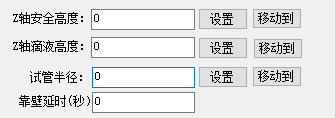 Z轴安全高度: 0 设置 移动到
Z轴滴液高度: 0 设置 移动到
试管半径: 0 设置 移动到
靠壁延时(秒) 0